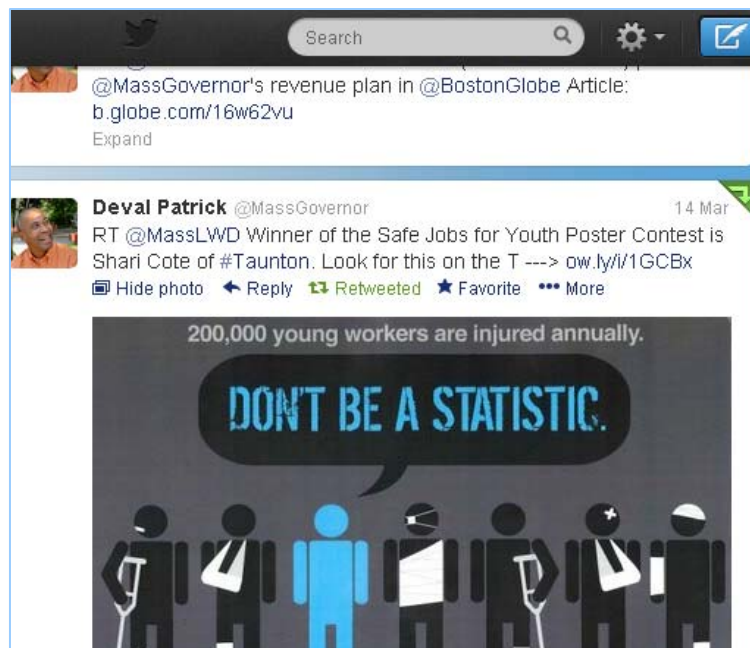 Search
@MassGovernor's revenue plan in @BostonGlobe Article:
b.globe.com/16w62vu
Expand
Deval Patrick @MassGovernor 14 Mar
RT @MassLWD Winner of the Safe Jobs for Youth Poster Contest is
Shari Cote of #Taunton. Look for this on the T ---> ow.ly/i/1GCBx
Hide photo Reply Retweeted Favorite More
200,000 young workers are injured annually.
DON'T BE A STATISTIC.